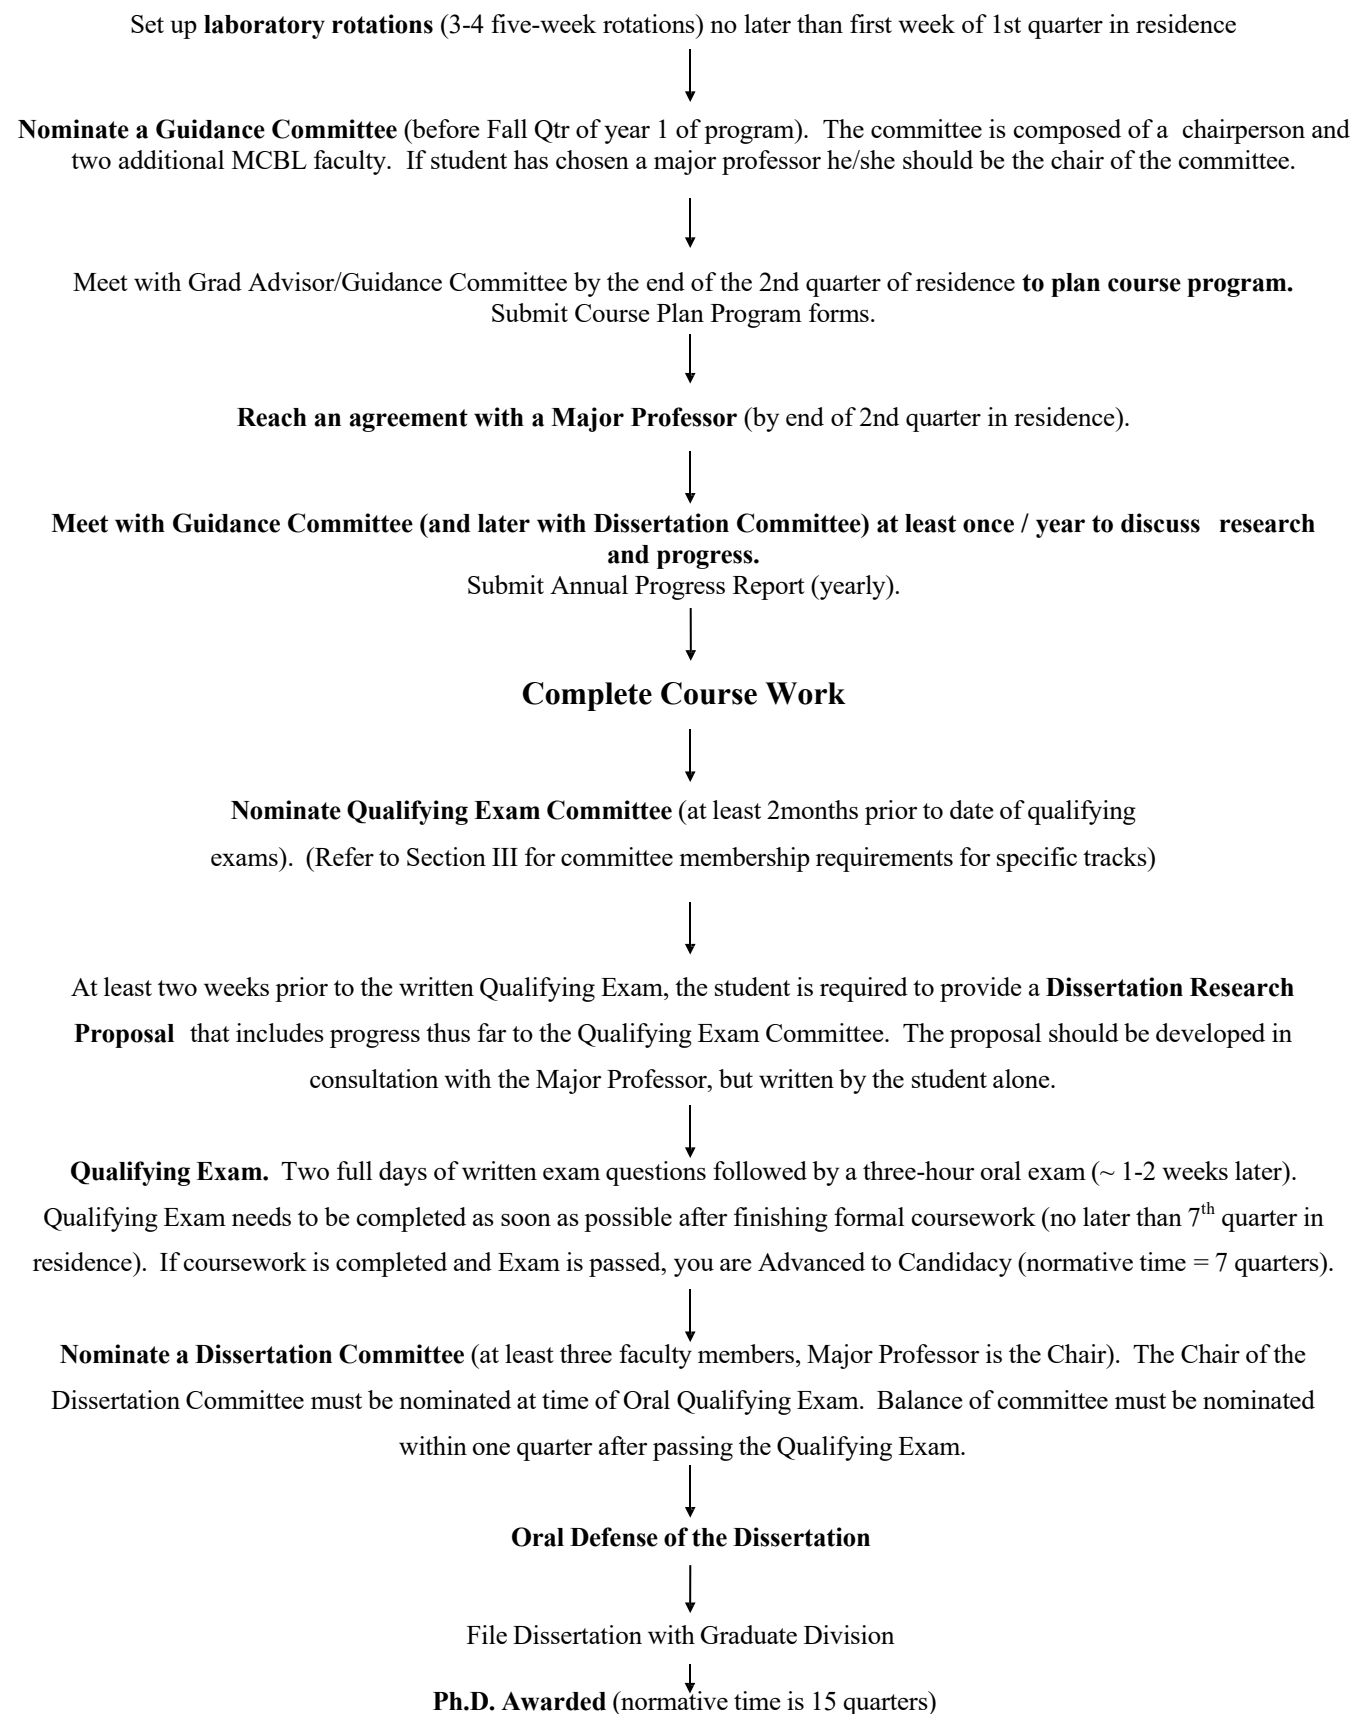 Set up laboratory rotations (3-4 five-week rotations) no later than first week of 1st quarter in residence
Nominate a Guidance Committee (before Fall Qtr of year 1 of program). The committee is composed of a chairperson and
two additional MCBL faculty. If student has chosen a major professor he/she should be the chair of the committee.
Meet with Grad Advisor/Guidance Committee by the end of the 2nd quarter of residence to plan course program.
Submit Course Plan Program forms.
Reach an agreement with a Major Professor (by end of 2nd quarter in residence).
Meet with Guidance Committee (and later with Dissertation Committee) at least once / year to discuss research
and progress.
Submit Annual Progress Report (yearly).
Complete Course Work
Nominate Qualifying Exam Committee (at least 2months prior to date of qualifying
exams). (Refer to Section III for committee membership requirements for specific tracks)
At least two weeks prior to the written Qualifying Exam, the student is required to provide a Dissertation Research
Proposal that includes progress thus far to the Qualifying Exam Committee. The proposal should be developed in
consultation with the Major Professor, but written by the student alone.
Qualifying Exam. Two full days of written exam questions followed by a three-hour oral exam (~ 1-2 weeks later).
Qualifying Exam needs to be completed as soon as possible after finishing formal coursework (no later than 7th quarter in
residence). If coursework is completed and Exam is passed, you are Advanced to Candidacy (normative time = 7 quarters).
Nominate a Dissertation Committee (at least three faculty members, Major Professor is the Chair). The Chair of the
Dissertation Committee must be nominated at time of Oral Qualifying Exam. Balance of committee must be nominated
within one quarter after passing the Qualifying Exam.
Oral Defense of the Dissertation
File Dissertation with Graduate Division
Ph.D. Awarded (normative time is 15 quarters)